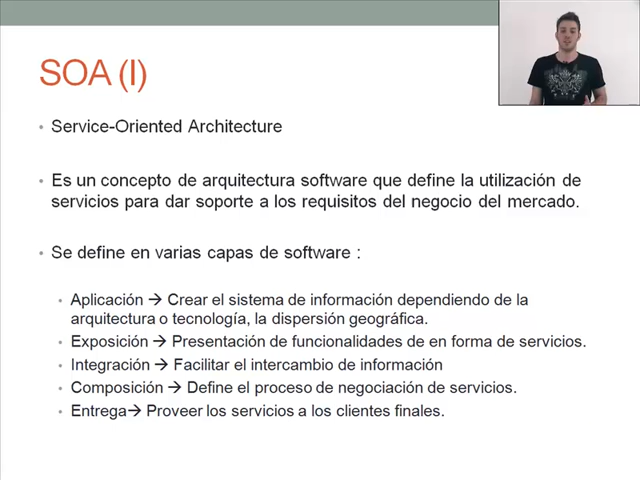 SOA (I)
• Service-Oriented Architecture
• Es un concepto de arquitectura software que define la utilización de
servicios para dar soporte a los requisitos del negocio del mercado.
• Se define en varias capas de software :
• Aplicación → Crear el sistema de información dependiendo de la
arquitectura o tecnología, la dispersión geográfica.
• Exposición → Presentación de funcionalidades de en forma de servicios.
• Integración → Facilitar el intercambio de información
• Composición → Define el proceso de negociación de servicios.
• Entrega→ Proveer los servicios a los clientes finales.